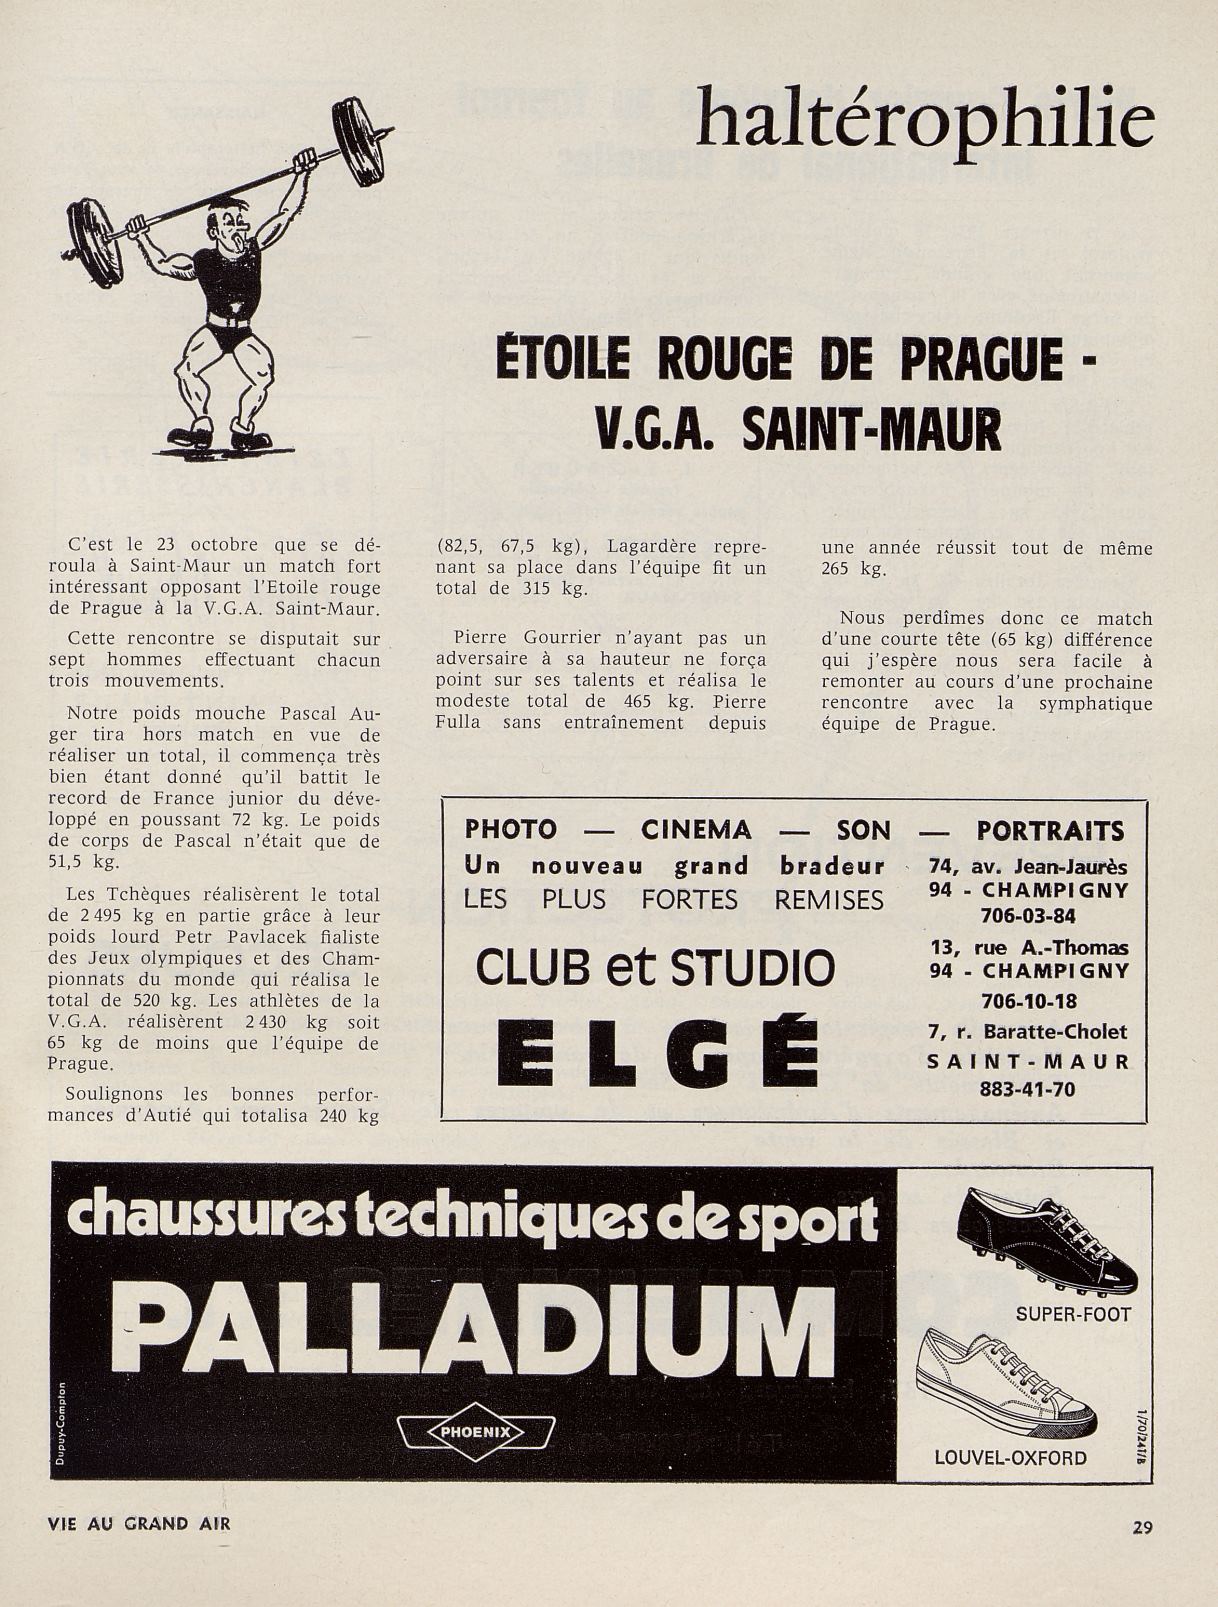 haltérophilie
ÉTOILE ROUGE DE PRAGUE -
V.G.A. SAINT-MAUR
C'est le 23 octobre que se dé-
roula à Saint-Maur un match fort
intéressant opposant l'Etoile rouge
de Prague à la V.G.A. Saint-Maur.
Cette rencontre se disputait sur
sept hommes effectuant chacun
trois mouvements.
Notre poids mouche Pascal Au-
ger tira hors match en vue de
réaliser un total, il commença très
bien étant donné qu'il battit le
record de France junior du déve-
loppé en poussant 72 kg. Le poids
de corps de Pascal n'était que de
51,5 kg.
Les Tchèques réalisèrent le total
de 2 495 kg en partie grâce à leur
poids lourd Petr Pavlacek fialiste
des Jeux olympiques et des Cham-
pionnats du monde qui réalisa le
total de 520 kg. Les athlètes de la
V.G.A. réalisèrent 2 430 kg soit
65 kg de moins que l'équipe de
Prague.
Soulignons les bonnes perfor-
mances d'Autié qui totalisa 240 kg
(82,5, 67,5 kg), Lagardère repre-
nant sa place dans l'équipe fit un
total de 315 kg.
Pierre Gourrier n'ayant pas un
adversaire à sa hauteur ne força
point sur ses talents et réalisa le
modeste total de 465 kg. Pierre
Fulla sans entraînement depuis
une année réussit tout de même
265 kg.
Nous perdîmes donc ce match
d'une courte tête (65 kg) différence
qui j'espère nous sera facile à
remonter au cours d'une prochaine
rencontre avec la symphatique
équipe de Prague.
PHOTO — CINEMA — SON — PORTRAITS
Un nouveau grand bradeur
LES PLUS FORTES REMISES
CLUB et STUDIO
ELGÉ
74, av. Jean-Jaurès
94 - CHAMPIGNY
706-03-84
13, rue A.-Thomas
94 - CHAMPIGNY
706-10-18
7, r. Baratte-Cholet
SAINT-MAUR
883-41-70
chaussures techniques de sport
PALLADIUM
PHOENIX
Dupuy-Compton
SUPER-FOOT
LOUVEL-OXFORD
1/70/241/B
VIE AU GRAND AIR
29